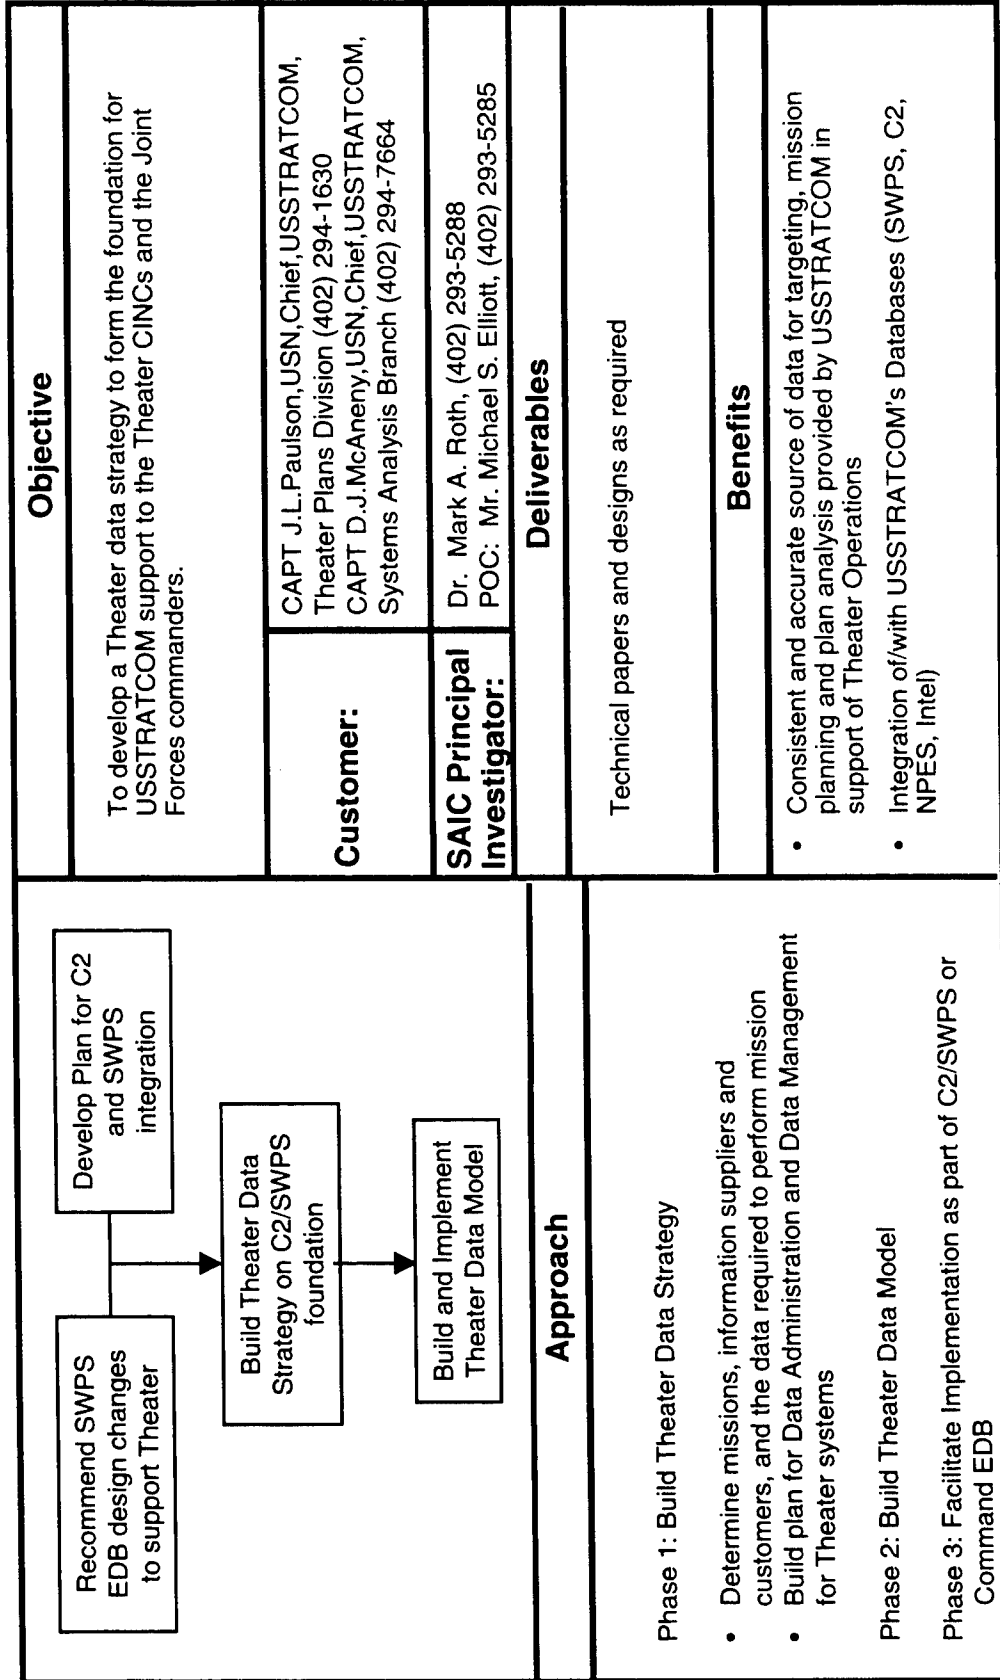 Recommend SWPS
EDB design changes
to support Theater
Develop Plan for C2
and SWPS
integration
Build Theater Data
Strategy on C2/SWPS
foundation
Build and Implement
Theater Data Model
Approach
Phase 1: Build Theater Data Strategy
• Determine missions, information suppliers and
customers, and the data required to perform mission
• Build plan for Data Administration and Data Management
for Theater systems
Phase 2: Build Theater Data Model
Phase 3: Facilitate Implementation as part of C2/SWPS or
Command EDB
Objective
To develop a Theater data strategy to form the foundation for
USSTRATCOM support to the Theater CINCs and the Joint
Forces commanders.
Customer:
CAPT J.L.Paulson,USN,Chief,USSTRATCOM,
Theater Plans Division (402) 294-1630
CAPT D.J.McAneny,USN,Chief,USSTRATCOM,
Systems Analysis Branch (402) 294-7664
SAIC Principal
Investigator:
Dr. Mark A. Roth, (402) 293-5288
POC: Mr. Michael S. Elliott, (402) 293-5285
Deliverables
Technical papers and designs as required
Benefits
• Consistent and accurate source of data for targeting, mission
planning and plan analysis provided by USSTRATCOM in
support of Theater Operations
• Integration of/with USSTRATCOM's Databases (SWPS, C2,
NPES, Intel)